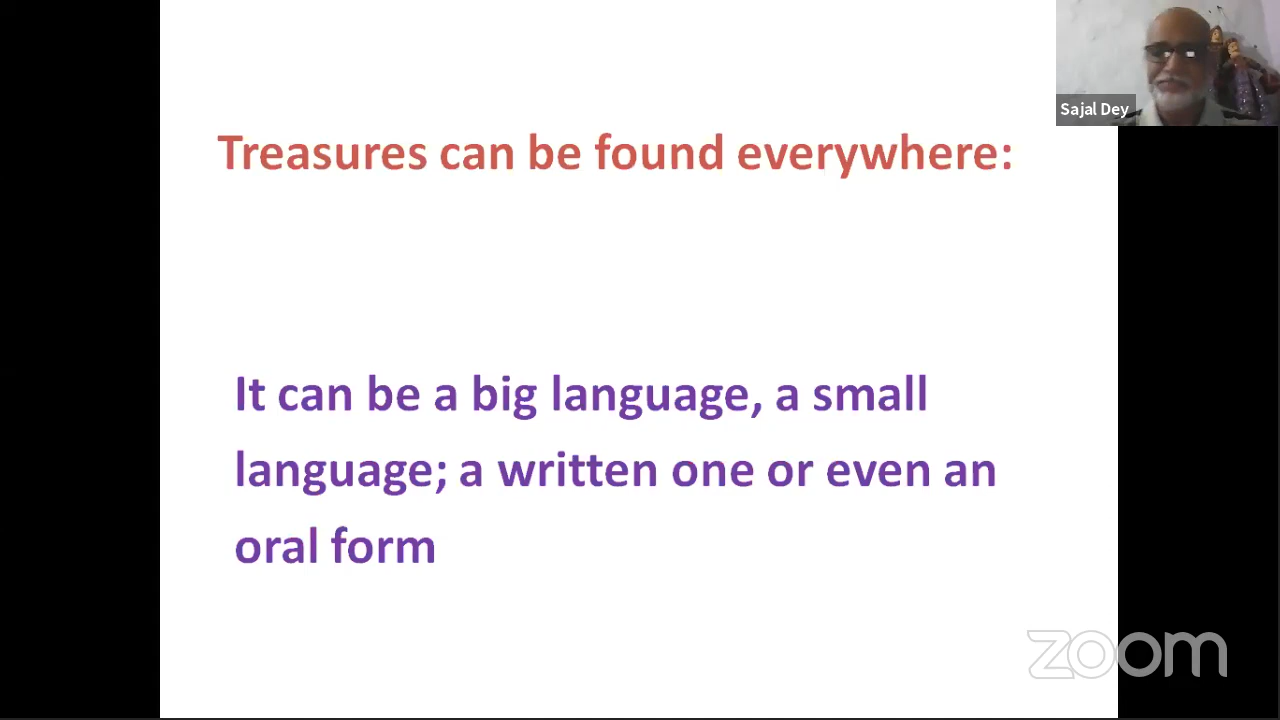 Sajal Dey
Treasures can be found everywhere:
It can be a big language, a small
language; a written one or even an
oral form
zoom